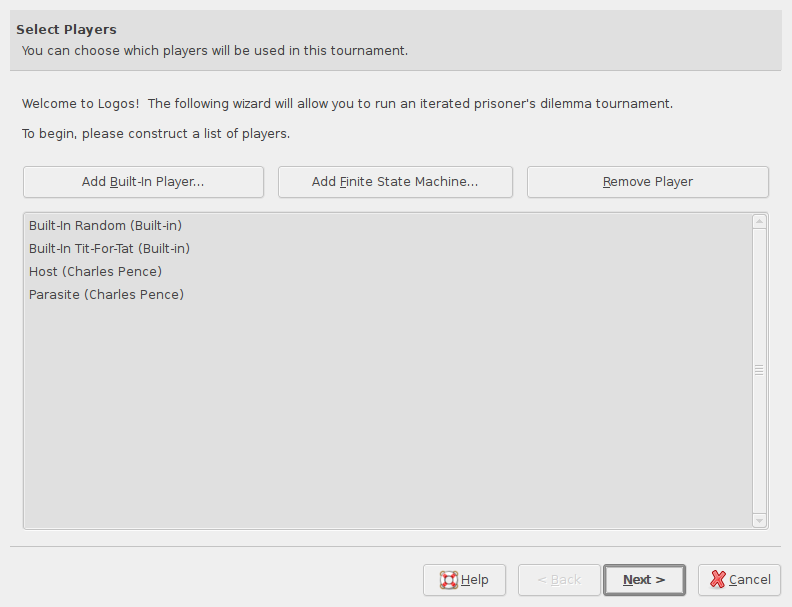 Select Players
You can choose which players will be used in this tournament.
Welcome to Logos!  The following wizard will allow you to run an iterated prisoner's dilemma tournament.
To begin, please construct a list of players.
Add Built-In Player...
Add Finite State Machine...
Remove Player
Built-In Random (Built-in)
Built-In Tit-For-Tat (Built-in)
Host (Charles Pence)
Parasite (Charles Pence)
Help
< Back
Next >
Cancel